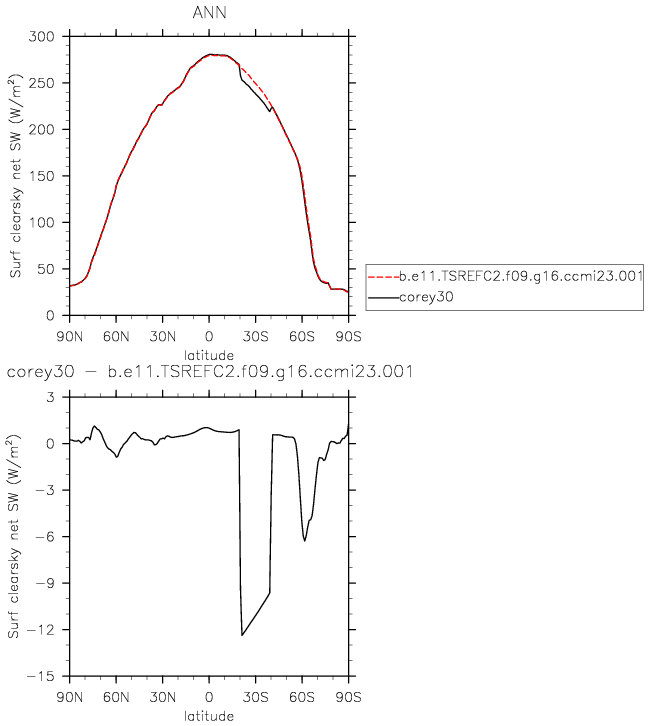 ANN
Surf clearsky net SW (W/m²)
300
250
200
150
100
50
0
90N 60N 30N 0 30S 60S 90S
latitude
b.e11.TSREFC2.f09.g16.ccmi23.001
corey30
corey30 − b.e11.TSREFC2.f09.g16.ccmi23.001
Surf clearsky net SW (W/m²)
3
0
−3
−6
−9
−12
−15
90N 60N 30N 0 30S 60S 90S
latitude